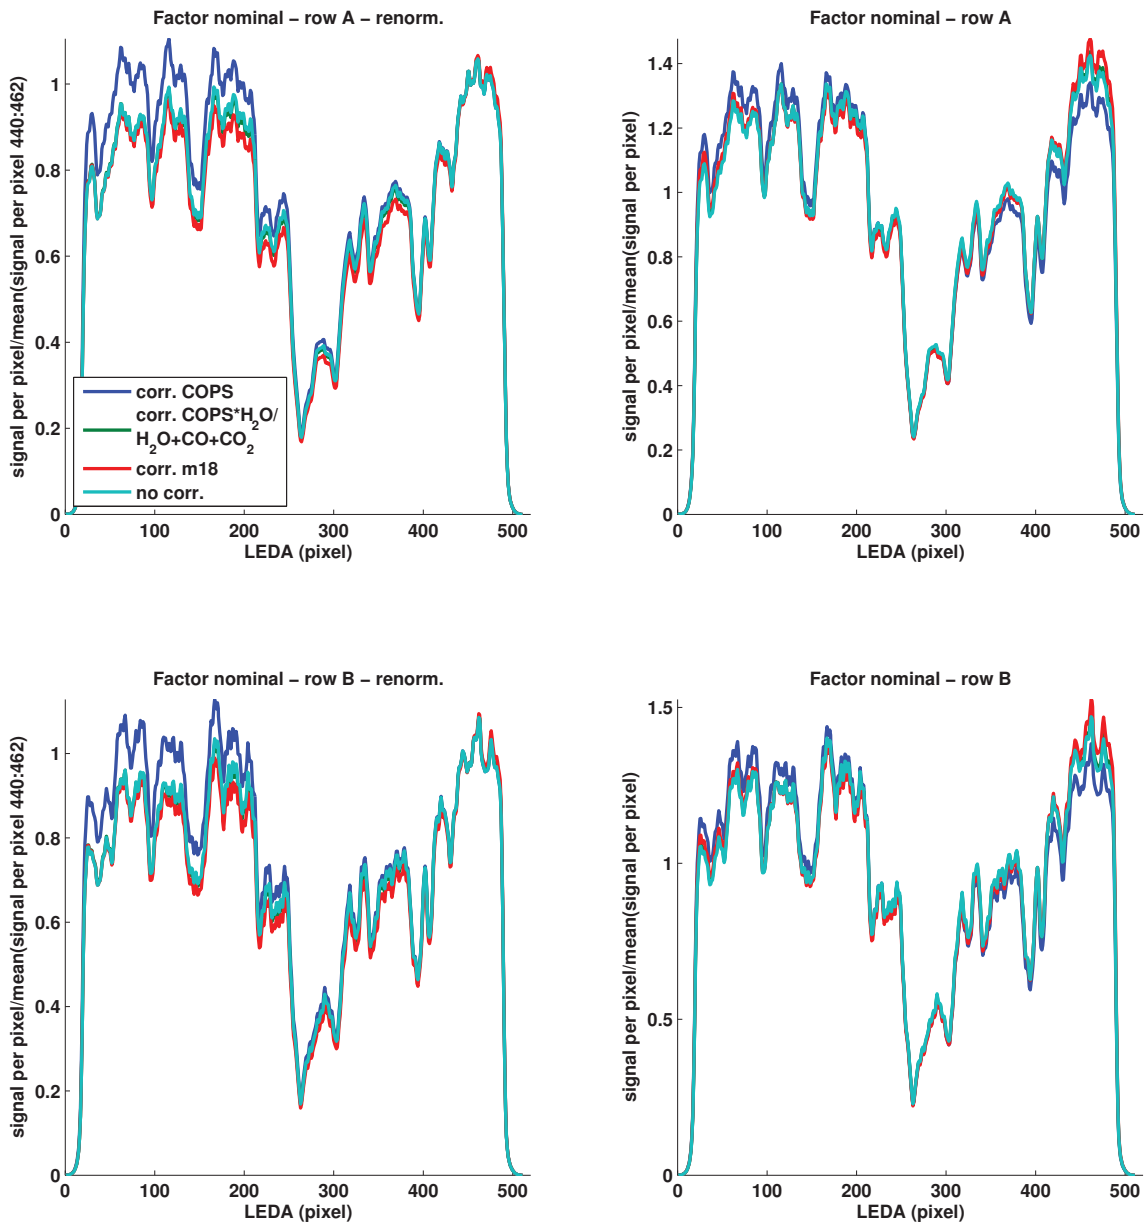 Factor nominal – row A – renorm.
signal per pixel/mean(signal per pixel 440:462)
1
0.8
0.6
0.4
0.2
0
corr. COPS
corr. COPS*H2O/
H2O+CO+CO2
corr. m18
no corr.
0 100 200 300 400 500
LEDA (pixel)
Factor nominal – row A
signal per pixel/mean(signal per pixel)
1.4
1.2
1
0.8
0.6
0.4
0.2
0
0 100 200 300 400 500
LEDA (pixel)
Factor nominal – row B – renorm.
signal per pixel/mean(signal per pixel 440:462)
1
0.8
0.6
0.4
0.2
0
0 100 200 300 400 500
LEDA (pixel)
Factor nominal – row B
signal per pixel/mean(signal per pixel)
1.5
1
0.5
0
0 100 200 300 400 500
LEDA (pixel)